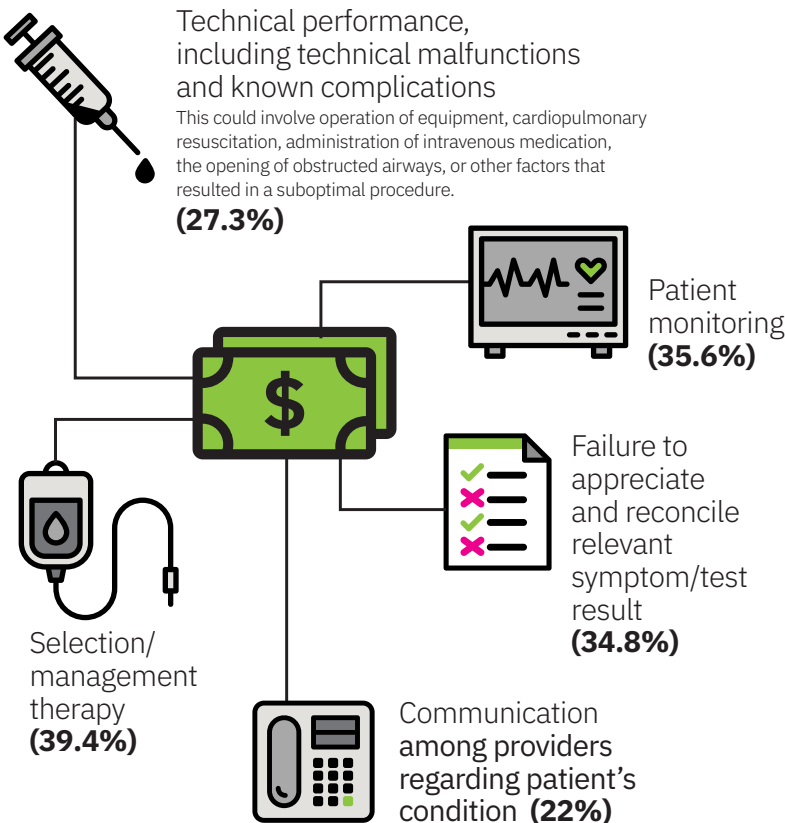 Technical performance,
including technical malfunctions
and known complications
This could involve operation of equipment, cardiopulmonary
resuscitation, administration of intravenous medication,
the opening of obstructed airways, or other factors that
resulted in a suboptimal procedure.
(27.3%)
Patient
monitoring
(35.6%)
$
Failure to
appreciate
and reconcile
relevant
symptom/test
result
(34.8%)
Selection/
management
therapy
(39.4%)
Communication
among providers
regarding patient’s
condition (22%)